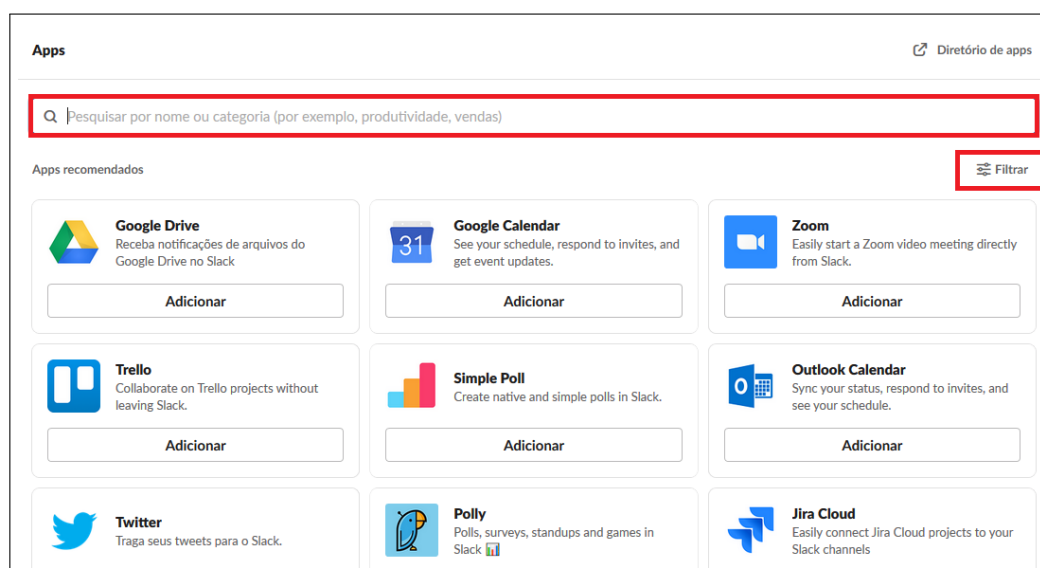 Apps
Diretório de apps
Pesquisar por nome ou categoria (por exemplo, produtividade, vendas)
Apps recomendados
Filtrar
Google Drive
Receba notificações de arquivos do
Google Drive no Slack
Adicionar
31
Google Calendar
See your schedule, respond to invites, and
get event updates.
Adicionar
Zoom
Easily start a Zoom video meeting directly
from Slack.
Adicionar
Trello
Collaborate on Trello projects without
leaving Slack.
Adicionar
Simple Poll
Create native and simple polls in Slack.
Adicionar
Outlook Calendar
Sync your status, respond to invites, and
see your schedule.
Adicionar
Twitter
Traga seus tweets para o Slack.
Polly
Polls, surveys, standups and games in
Slack 📊
Jira Cloud
Easily connect Jira Cloud projects to your
Slack channels